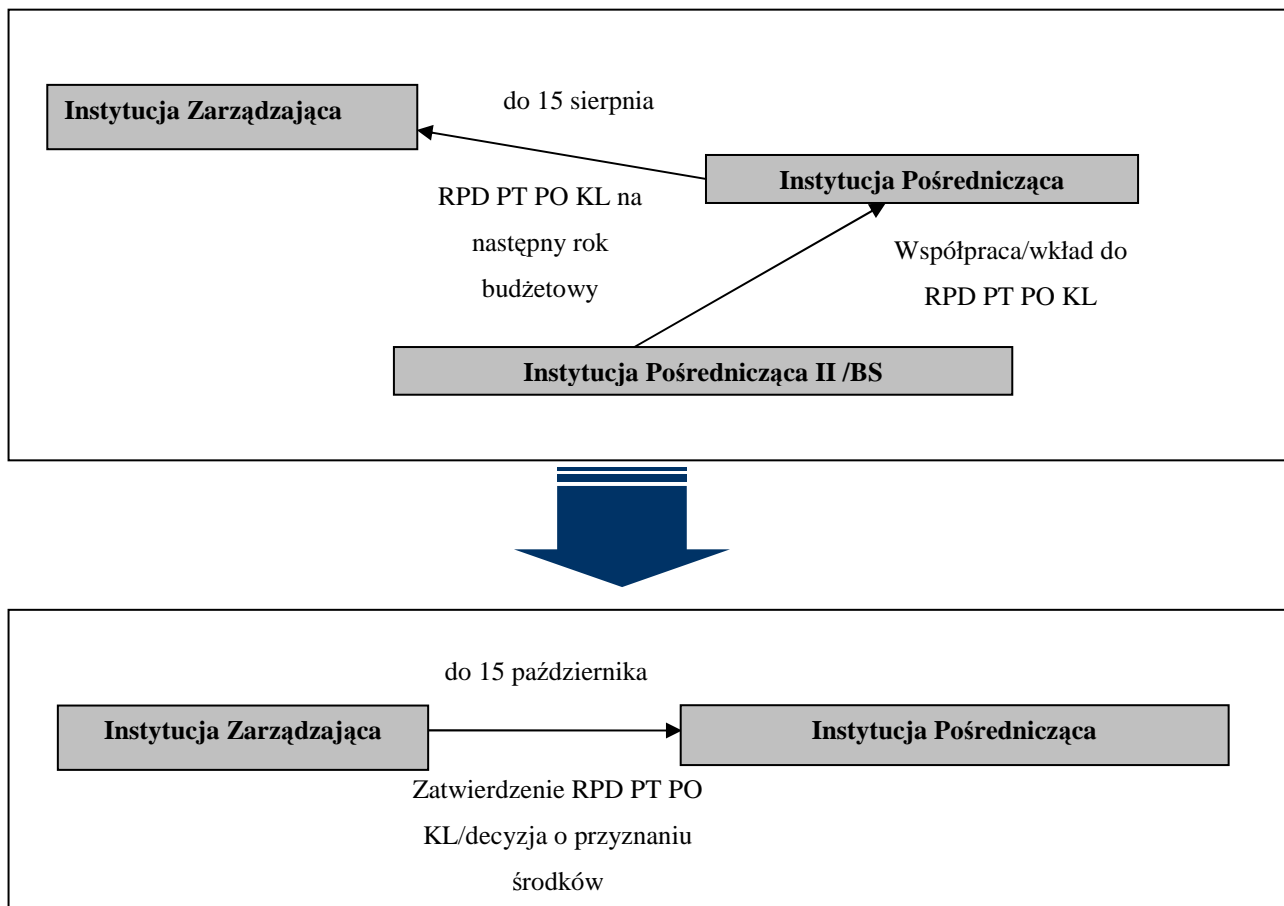 Instytucja Zarządzająca
do 15 sierpnia
Instytucja Pośrednicząca
RPD PT PO KL na
następny rok
budżetowy
Współpraca/wkład do
RPD PT PO KL
Instytucja Pośrednicząca II /BS
do 15 października
Instytucja Zarządzająca
Instytucja Pośrednicząca
Zatwierdzenie RPD PT PO
KL/decyzja o przyznaniu
środków